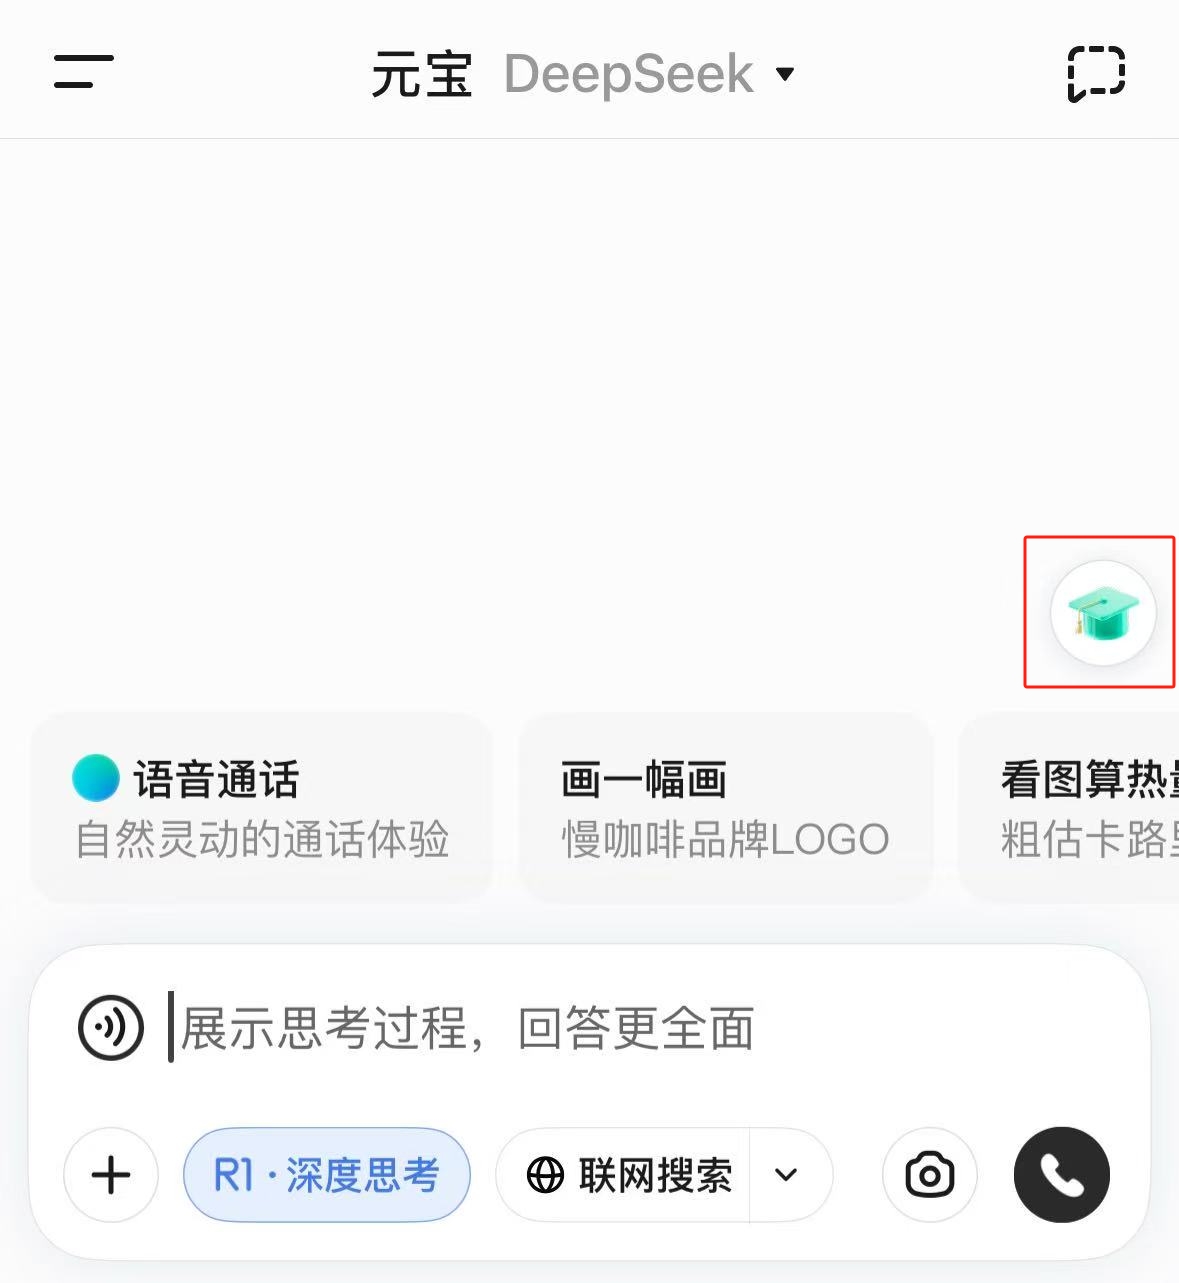 元宝 DeepSeek
语音通话
自然灵动的通话体验
画一幅画
慢咖啡品牌LOGO
看图算热量
粗估卡路里
展示思考过程，回答更全面
R1·深度思考
联网搜索